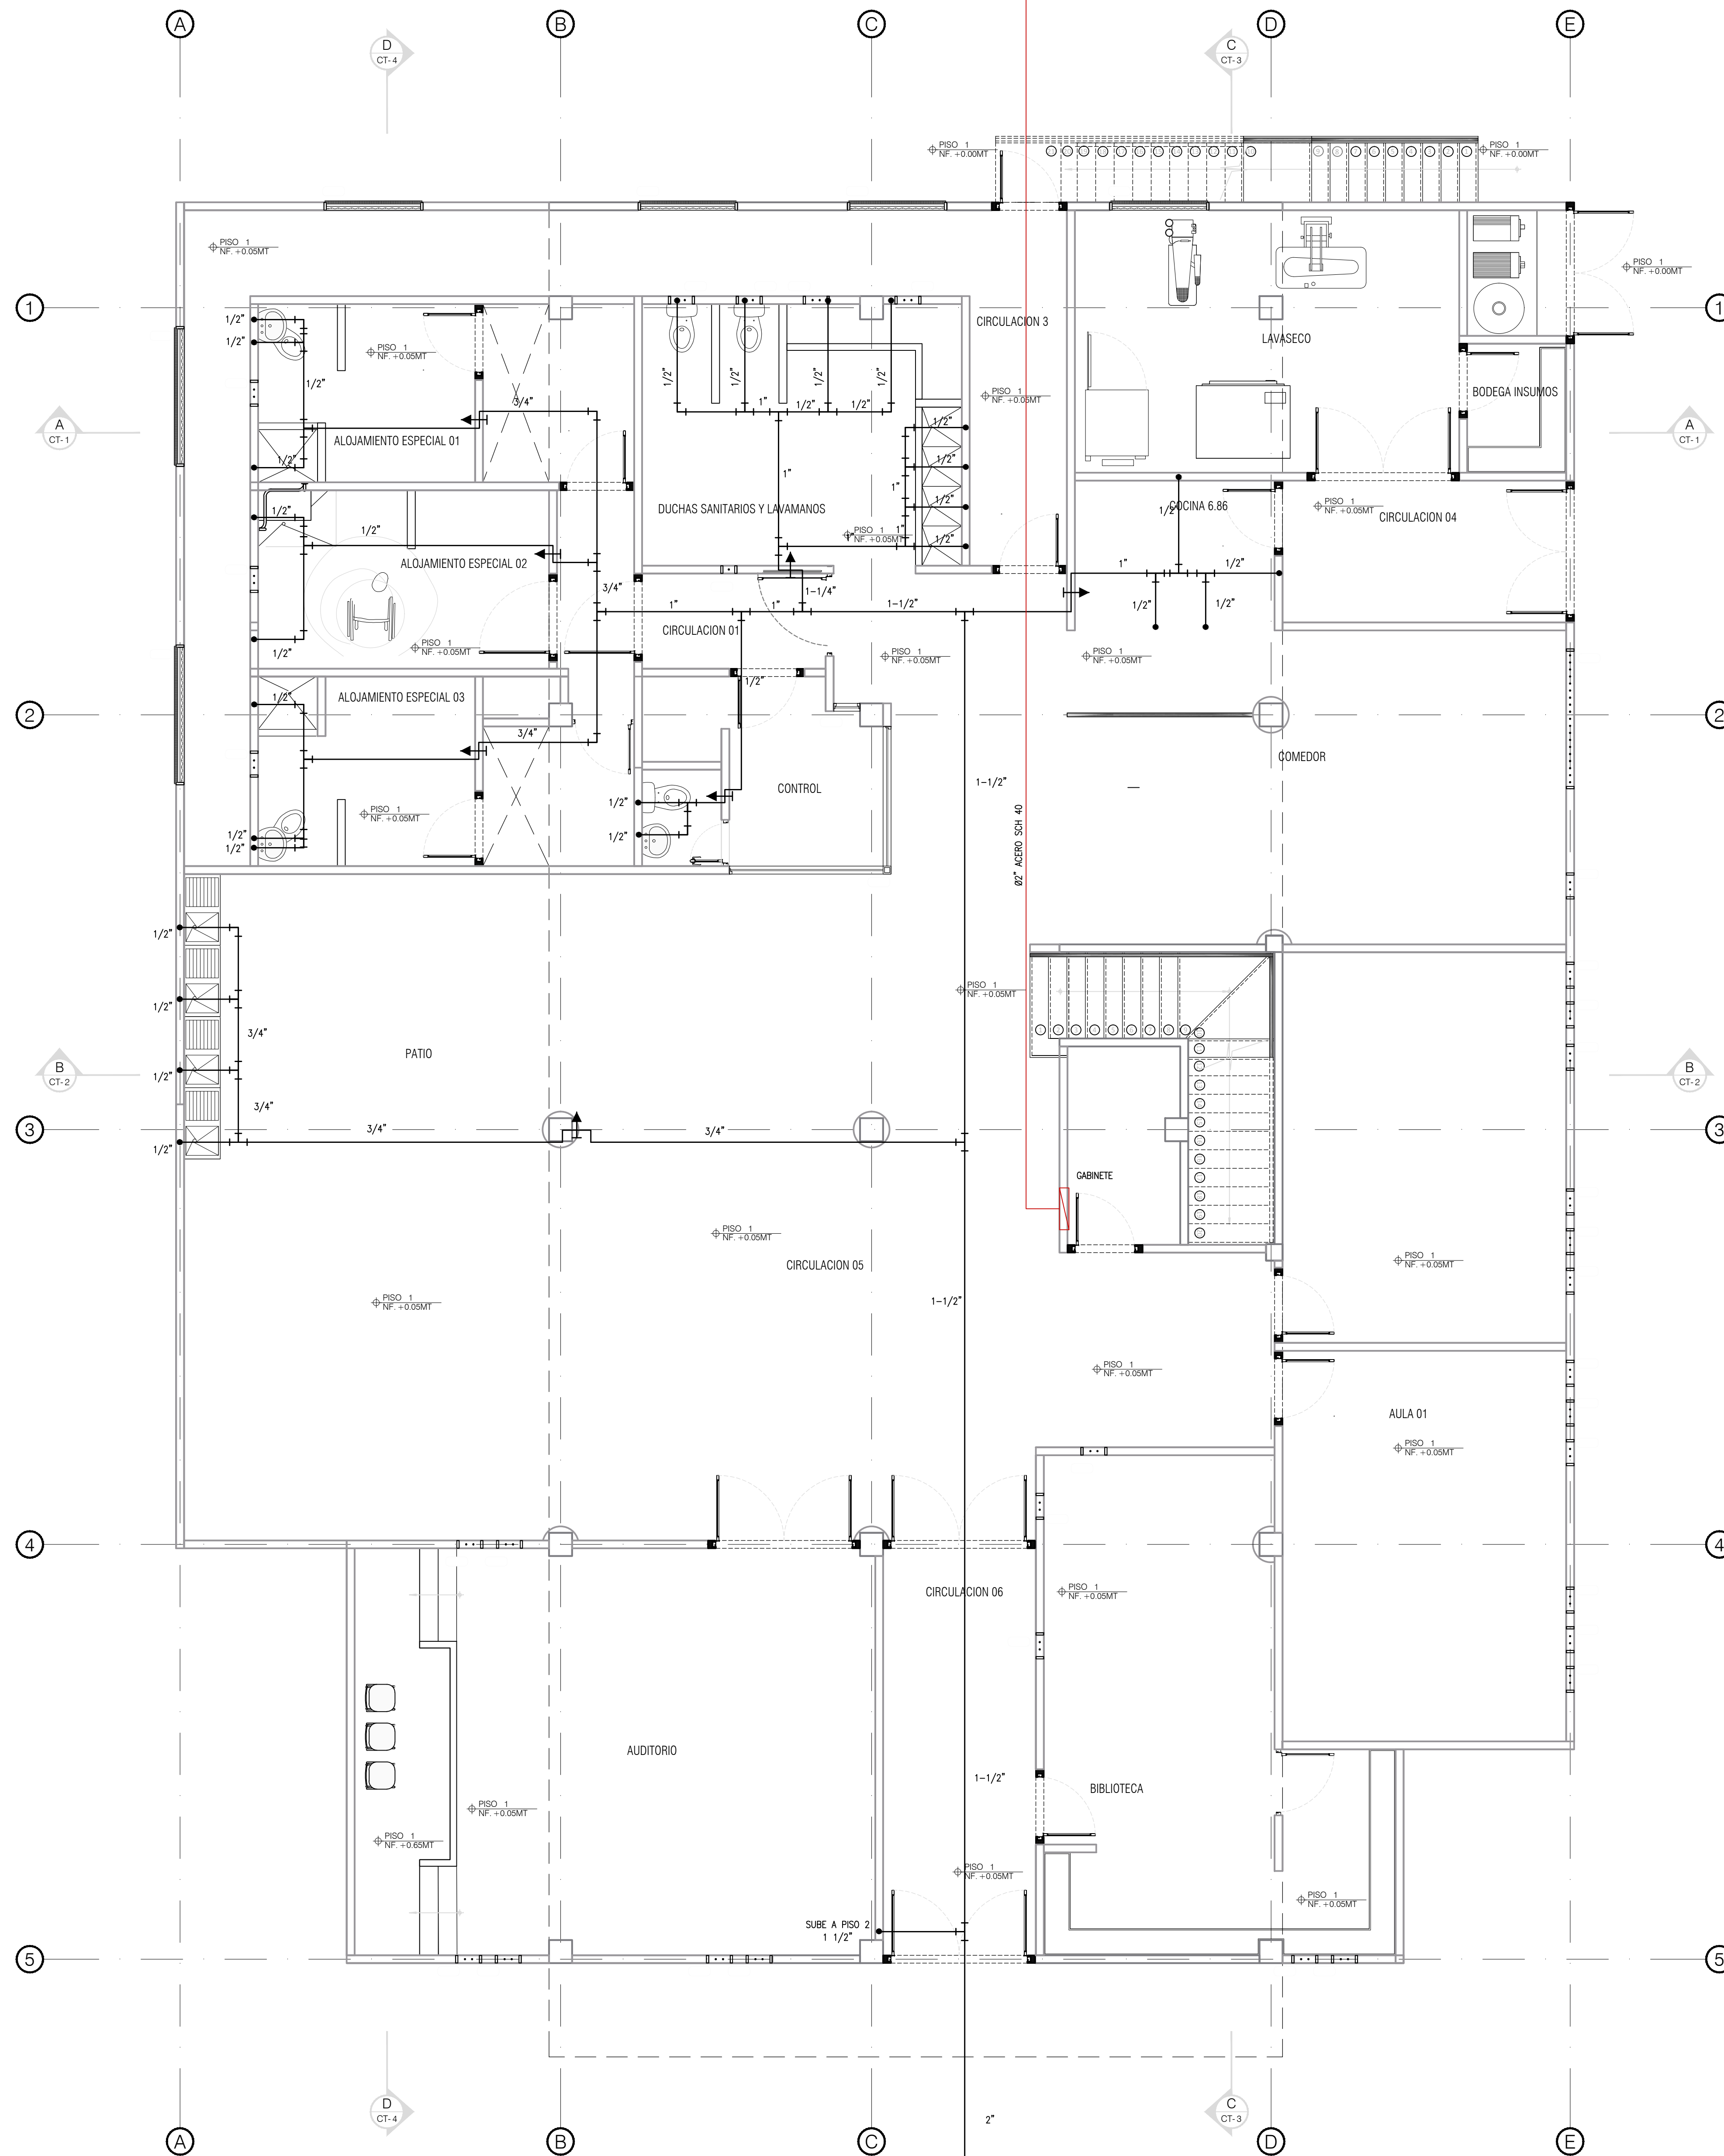 A
B
C
D
E
D
CT-4
C
CT-3
PISO 1
NF. +0.00MT
PISO 1
NF. +0.00MT
PISO 1
NF. +0.05MT
PISO 1
NF. +0.00MT
1
1
CIRCULACION 3
LAVASECO
1/2"
1/2"
PISO 1
NF. +0.05MT
1/2"
1/2"
1/2"
1/2"
1/2"
PISO 1
NF. +0.05MT
BODEGA INSUMOS
3/4"
1"
1/2"
1/2"
1/2"
A
CT-1
A
CT-1
ALOJAMIENTO ESPECIAL 01
1/2"
1/2"
1"
1"
1/2"
DUCHAS SANITARIOS Y LAVAMANOS
COCINA 6.86
1/2"
PISO 1
NF. +0.05MT
CIRCULACION 04
1/2"
1/2"
PISO 1
NF. +0.05MT
1"
1"
1/2"
ALOJAMIENTO ESPECIAL 02
3/4"
1-1/4"
1"
1/2"
1"
1"
1-1/2"
1/2"
1/2"
CIRCULACION 01
PISO 1
NF. +0.05MT
1/2"
PISO 1
NF. +0.05MT
PISO 1
NF. +0.05MT
1/2"
ALOJAMIENTO ESPECIAL 03
1/2"
2
2
3/4"
COMEDOR
1-1/2"
CONTROL
PISO 1
NF. +0.05MT
1/2"
1/2"
1/2"
1/2"
Ø2" ACERO SCH 40
1/2"
PISO 1
NF. +0.05MT
1/2"
3/4"
PATIO
B
CT-2
B
CT-2
1/2"
3/4"
3
3
3/4"
3/4"
1/2"
GABINETE
PISO 1
NF. +0.05MT
CIRCULACION 05
PISO 1
NF. +0.05MT
PISO 1
NF. +0.05MT
1-1/2"
PISO 1
NF. +0.05MT
AULA 01
PISO 1
NF. +0.05MT
4
4
CIRCULACION 06
PISO 1
NF. +0.05MT
AUDITORIO
1-1/2"
BIBLIOTECA
PISO 1
NF. +0.05MT
PISO 1
NF. +0.65MT
PISO 1
NF. +0.05MT
PISO 1
NF. +0.05MT
SUBE A PISO 2
1 1/2"
5
5
D
CT-4
C
CT-3
2"
A
B
C
D
E